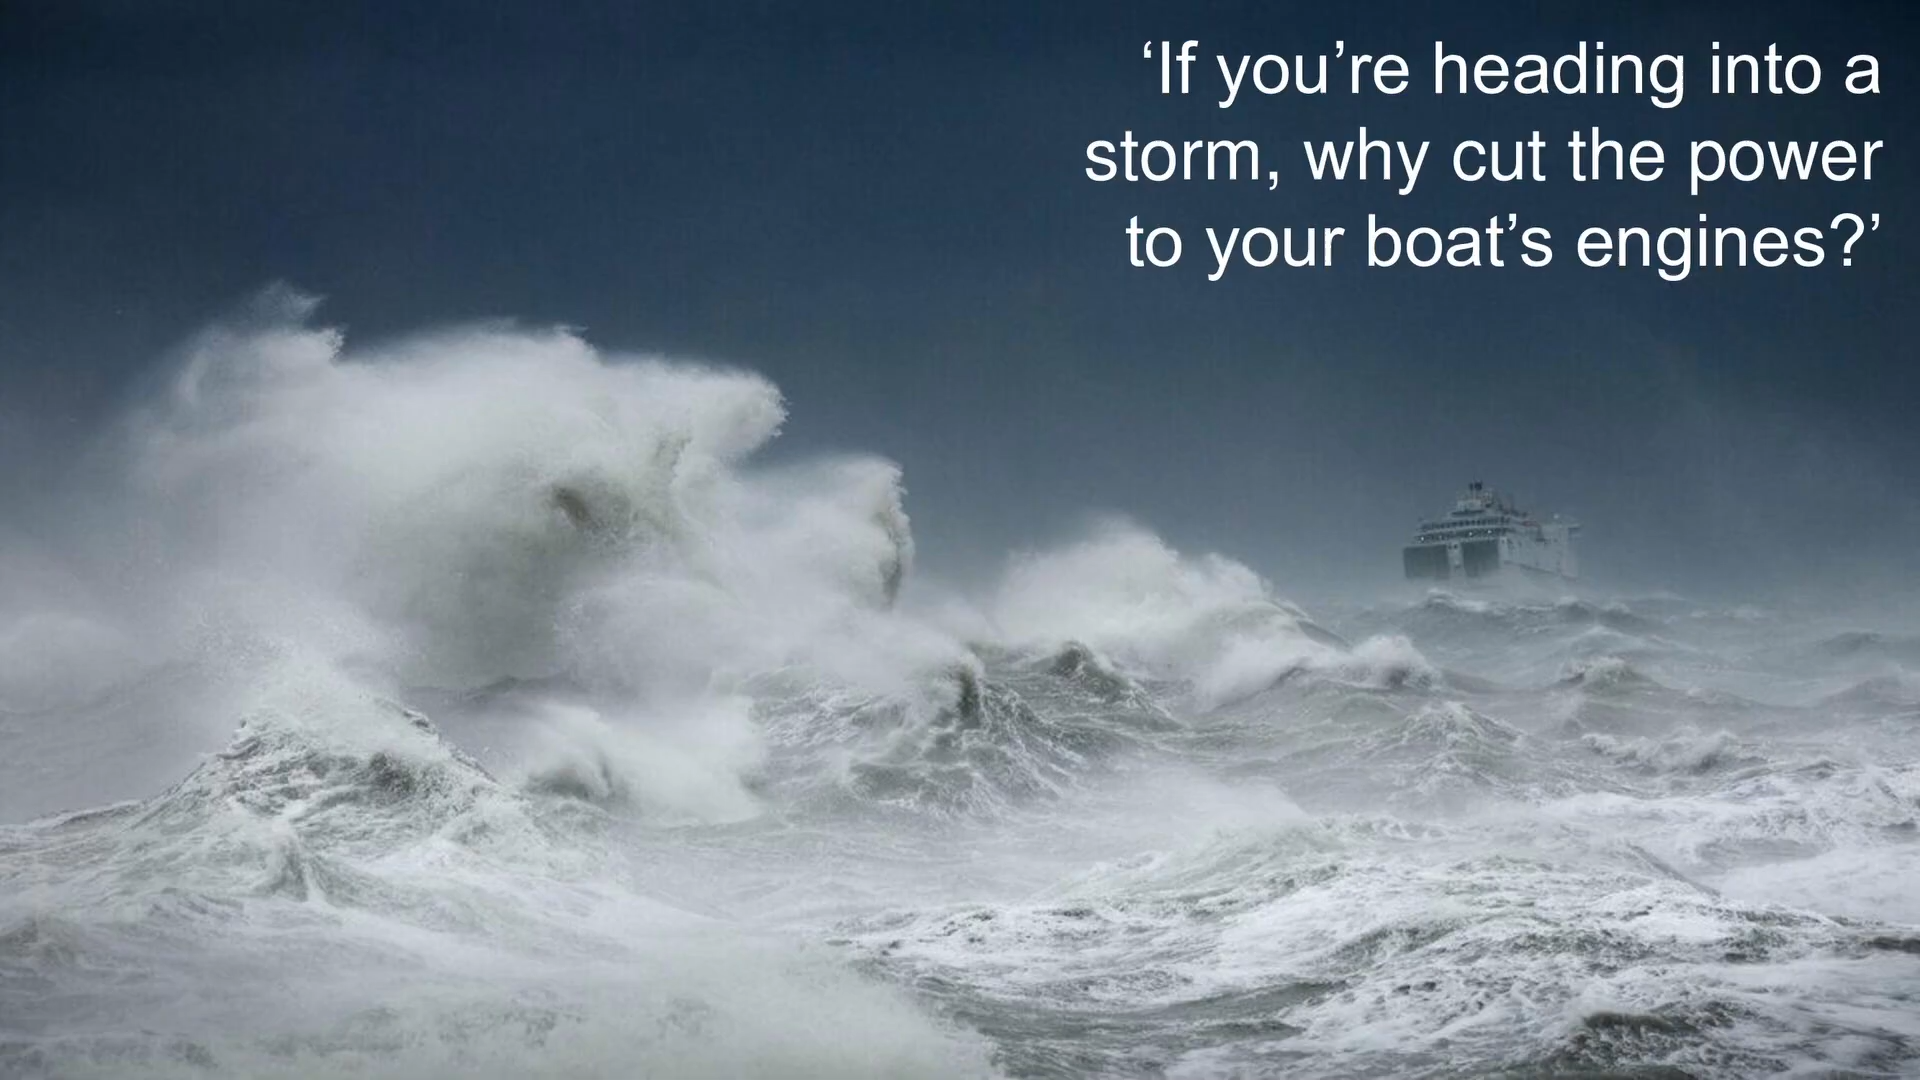 ‘If you’re heading into a
storm, why cut the power
to your boat’s engines?’